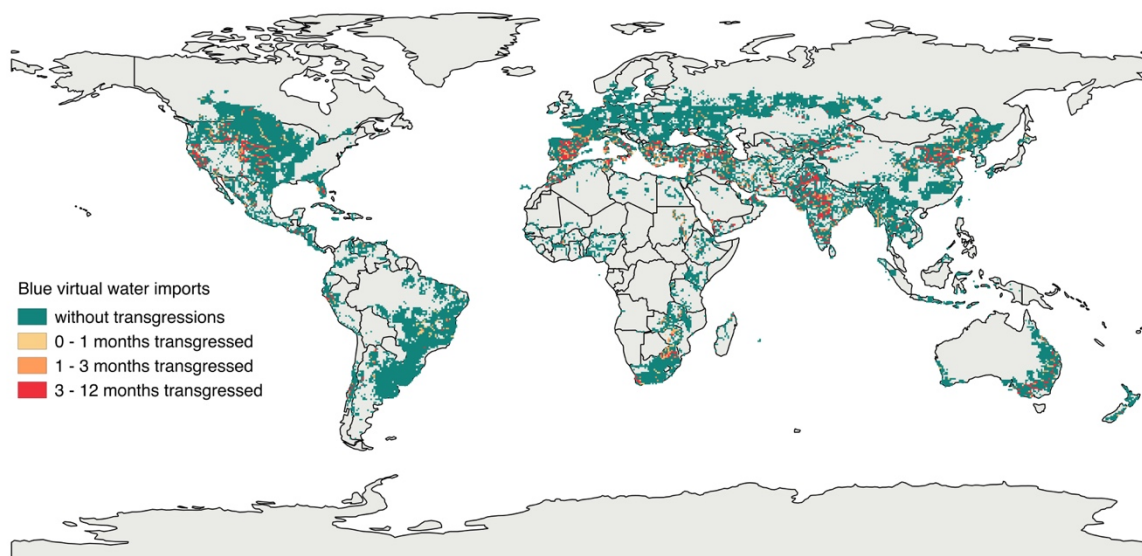 Blue virtual water imports
without transgressions
0 - 1 months transgressed
1 - 3 months transgressed
3 - 12 months transgressed